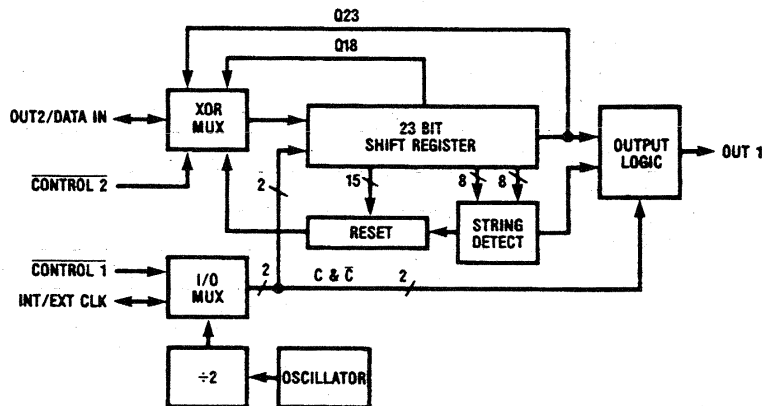 Q23
Q18
OUT2/DATA IN
XOR
MUX
23 BIT
SHIFT REGISTER
OUTPUT
LOGIC
OUT 1
CONTROL 2
2
15
8
8
RESET
STRING
DETECT
CONTROL 1
INT/EXT CLK
I/O
MUX
2
C & C̅
2
÷2
OSCILLATOR